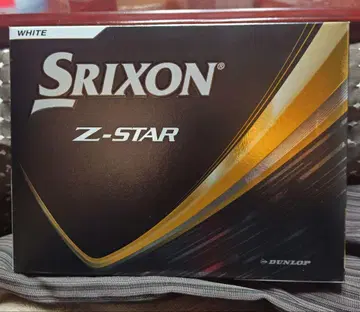 WHITE
SRIXON®
Z-STAR
DUNLOP